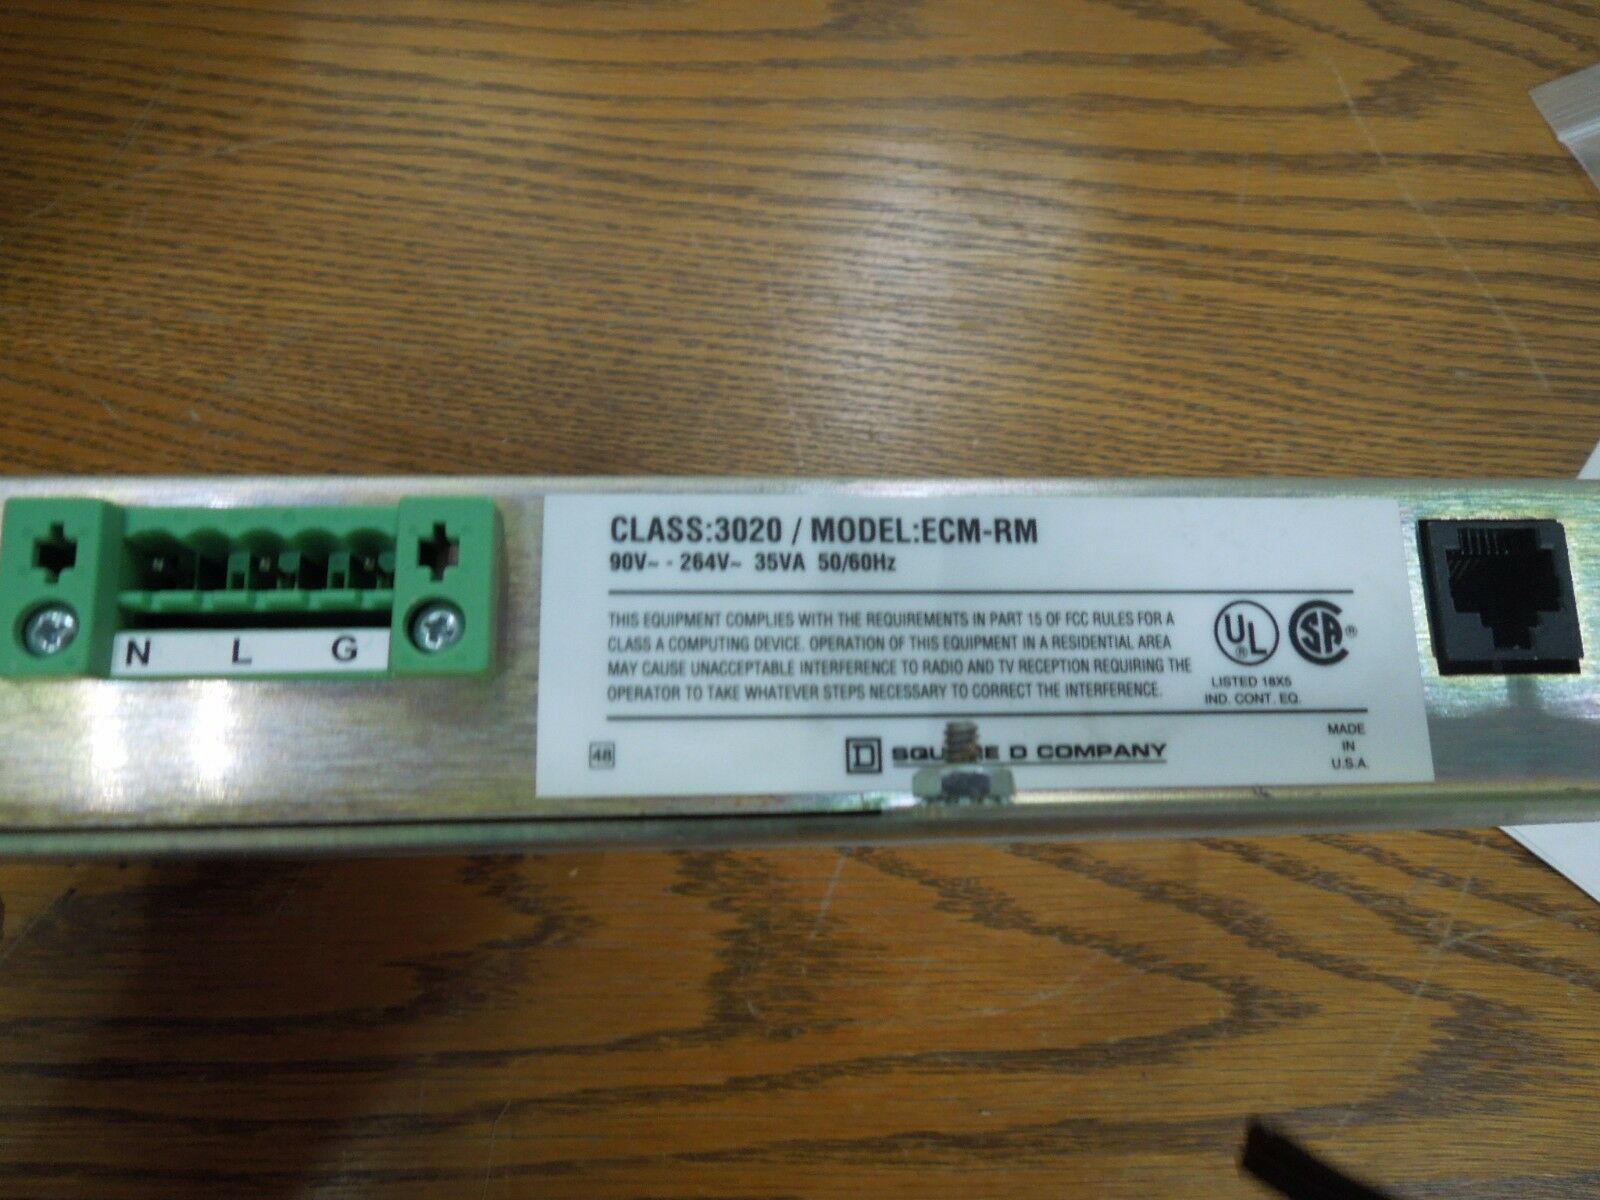 CLASS:3020 / MODEL:ECM-RM
90V~ - 264V~ 35VA 50/60Hz
THIS EQUIPMENT COMPLIES WITH THE REQUIREMENTS IN PART 15 OF FCC RULES FOR A
CLASS A COMPUTING DEVICE. OPERATION OF THIS EQUIPMENT IN A RESIDENTIAL AREA
MAY CAUSE UNACCEPTABLE INTERFERENCE TO RADIO AND TV RECEPTION REQUIRING THE
OPERATOR TO TAKE WHATEVER STEPS NECESSARY TO CORRECT THE INTERFERENCE.
UL ®
SA ®
LISTED 18X5
IND. CONT. EQ.
48
D SQUARE D COMPANY
MADE
IN
U.S.A.
N L G